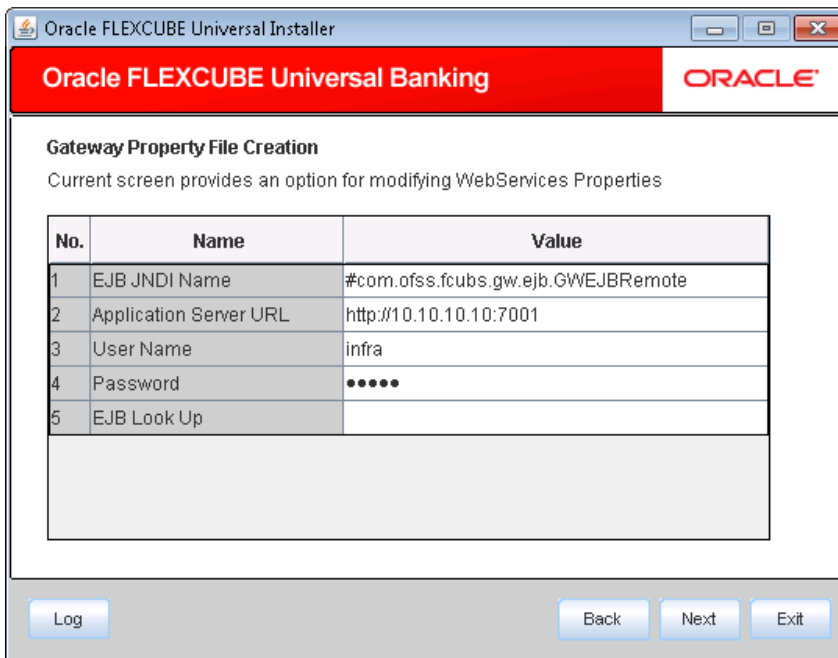 Oracle FLEXCUBE Universal Installer
Oracle FLEXCUBE Universal Banking
ORACLE
Gateway Property File Creation
Current screen provides an option for modifying WebServices Properties
No. Name Value
1 EJB JNDI Name #com.ofss.fcubs.gw.ejb.GWEJBRemote
2 Application Server URL http://10.10.10.10:7001
3 User Name infra
4 Password •••••
5 EJB Look Up
Log Back Next Exit